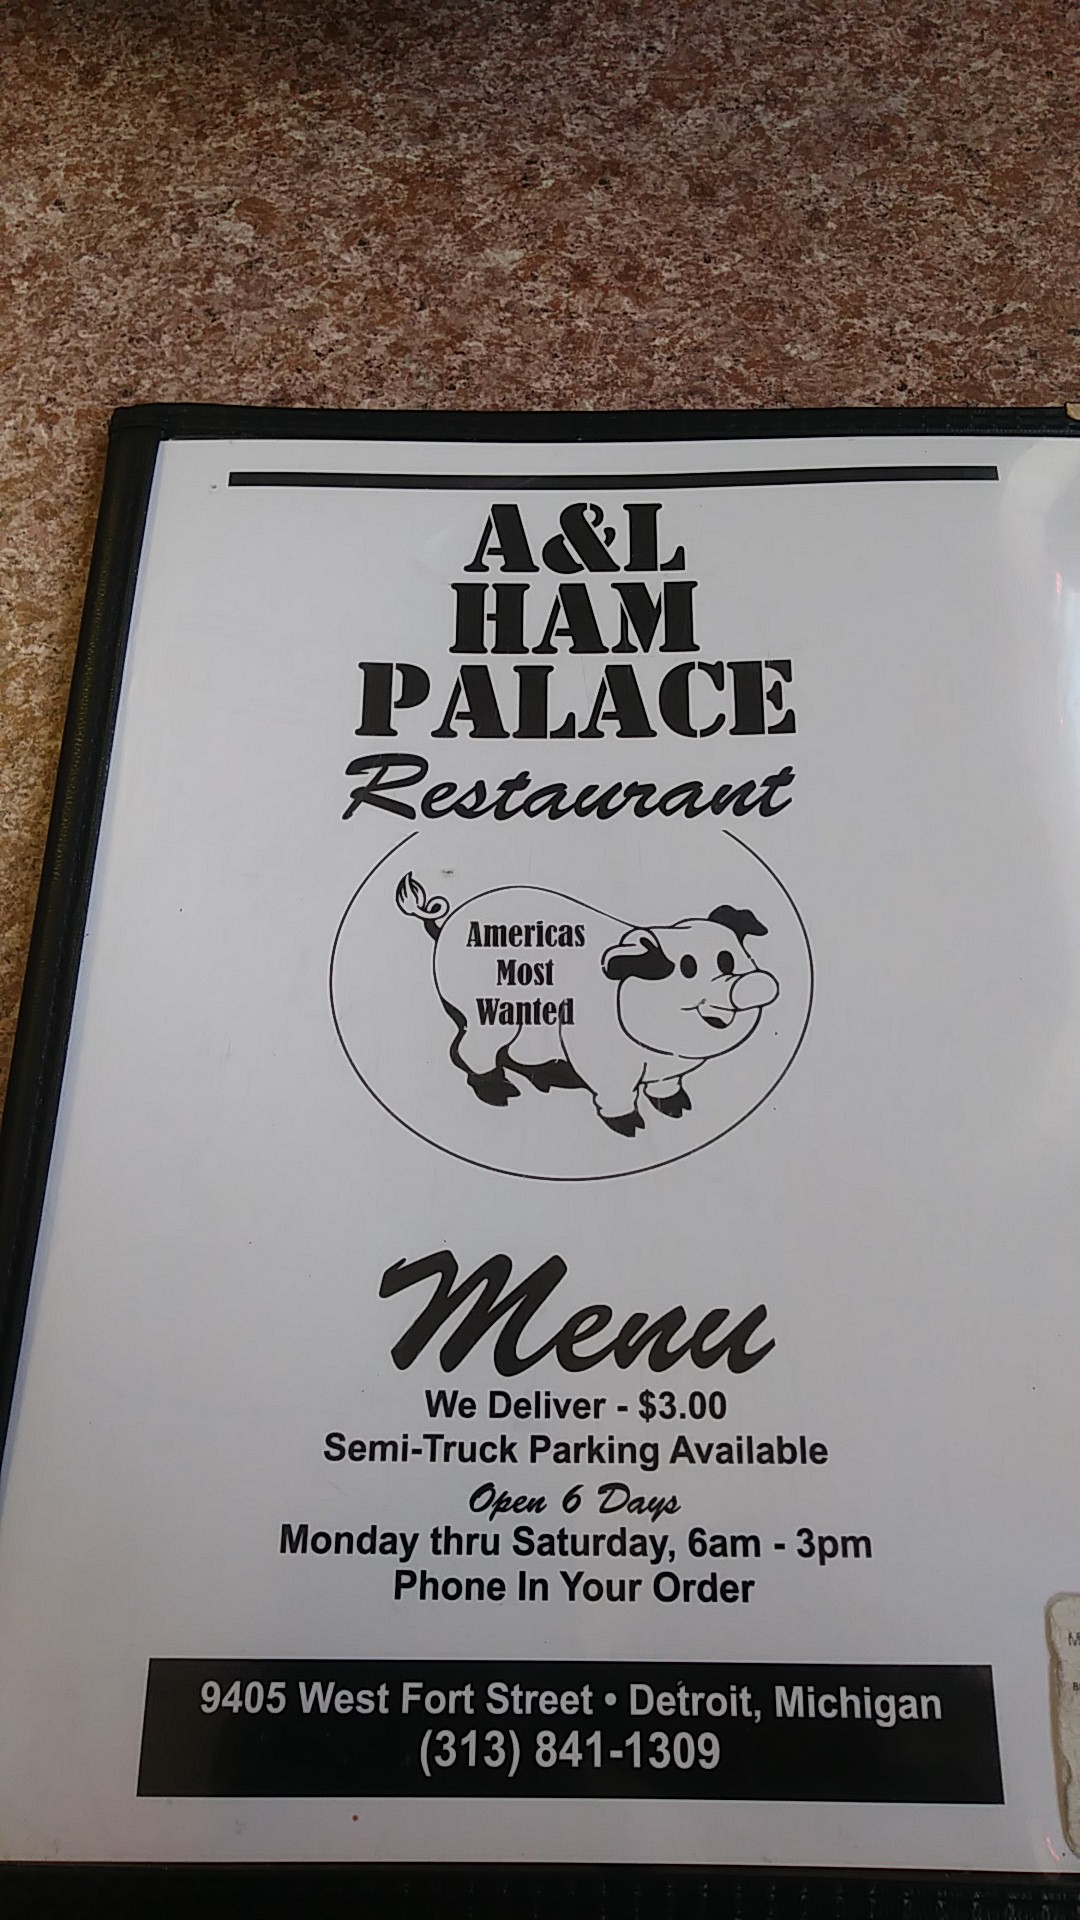 A&L
HAM
PALACE
Restaurant
Americas
Most
Wanted
Menu
We Deliver - $3.00
Semi-Truck Parking Available
Open 6 Days
Monday thru Saturday, 6am - 3pm
Phone In Your Order
9405 West Fort Street • Detroit, Michigan
(313) 841-1309